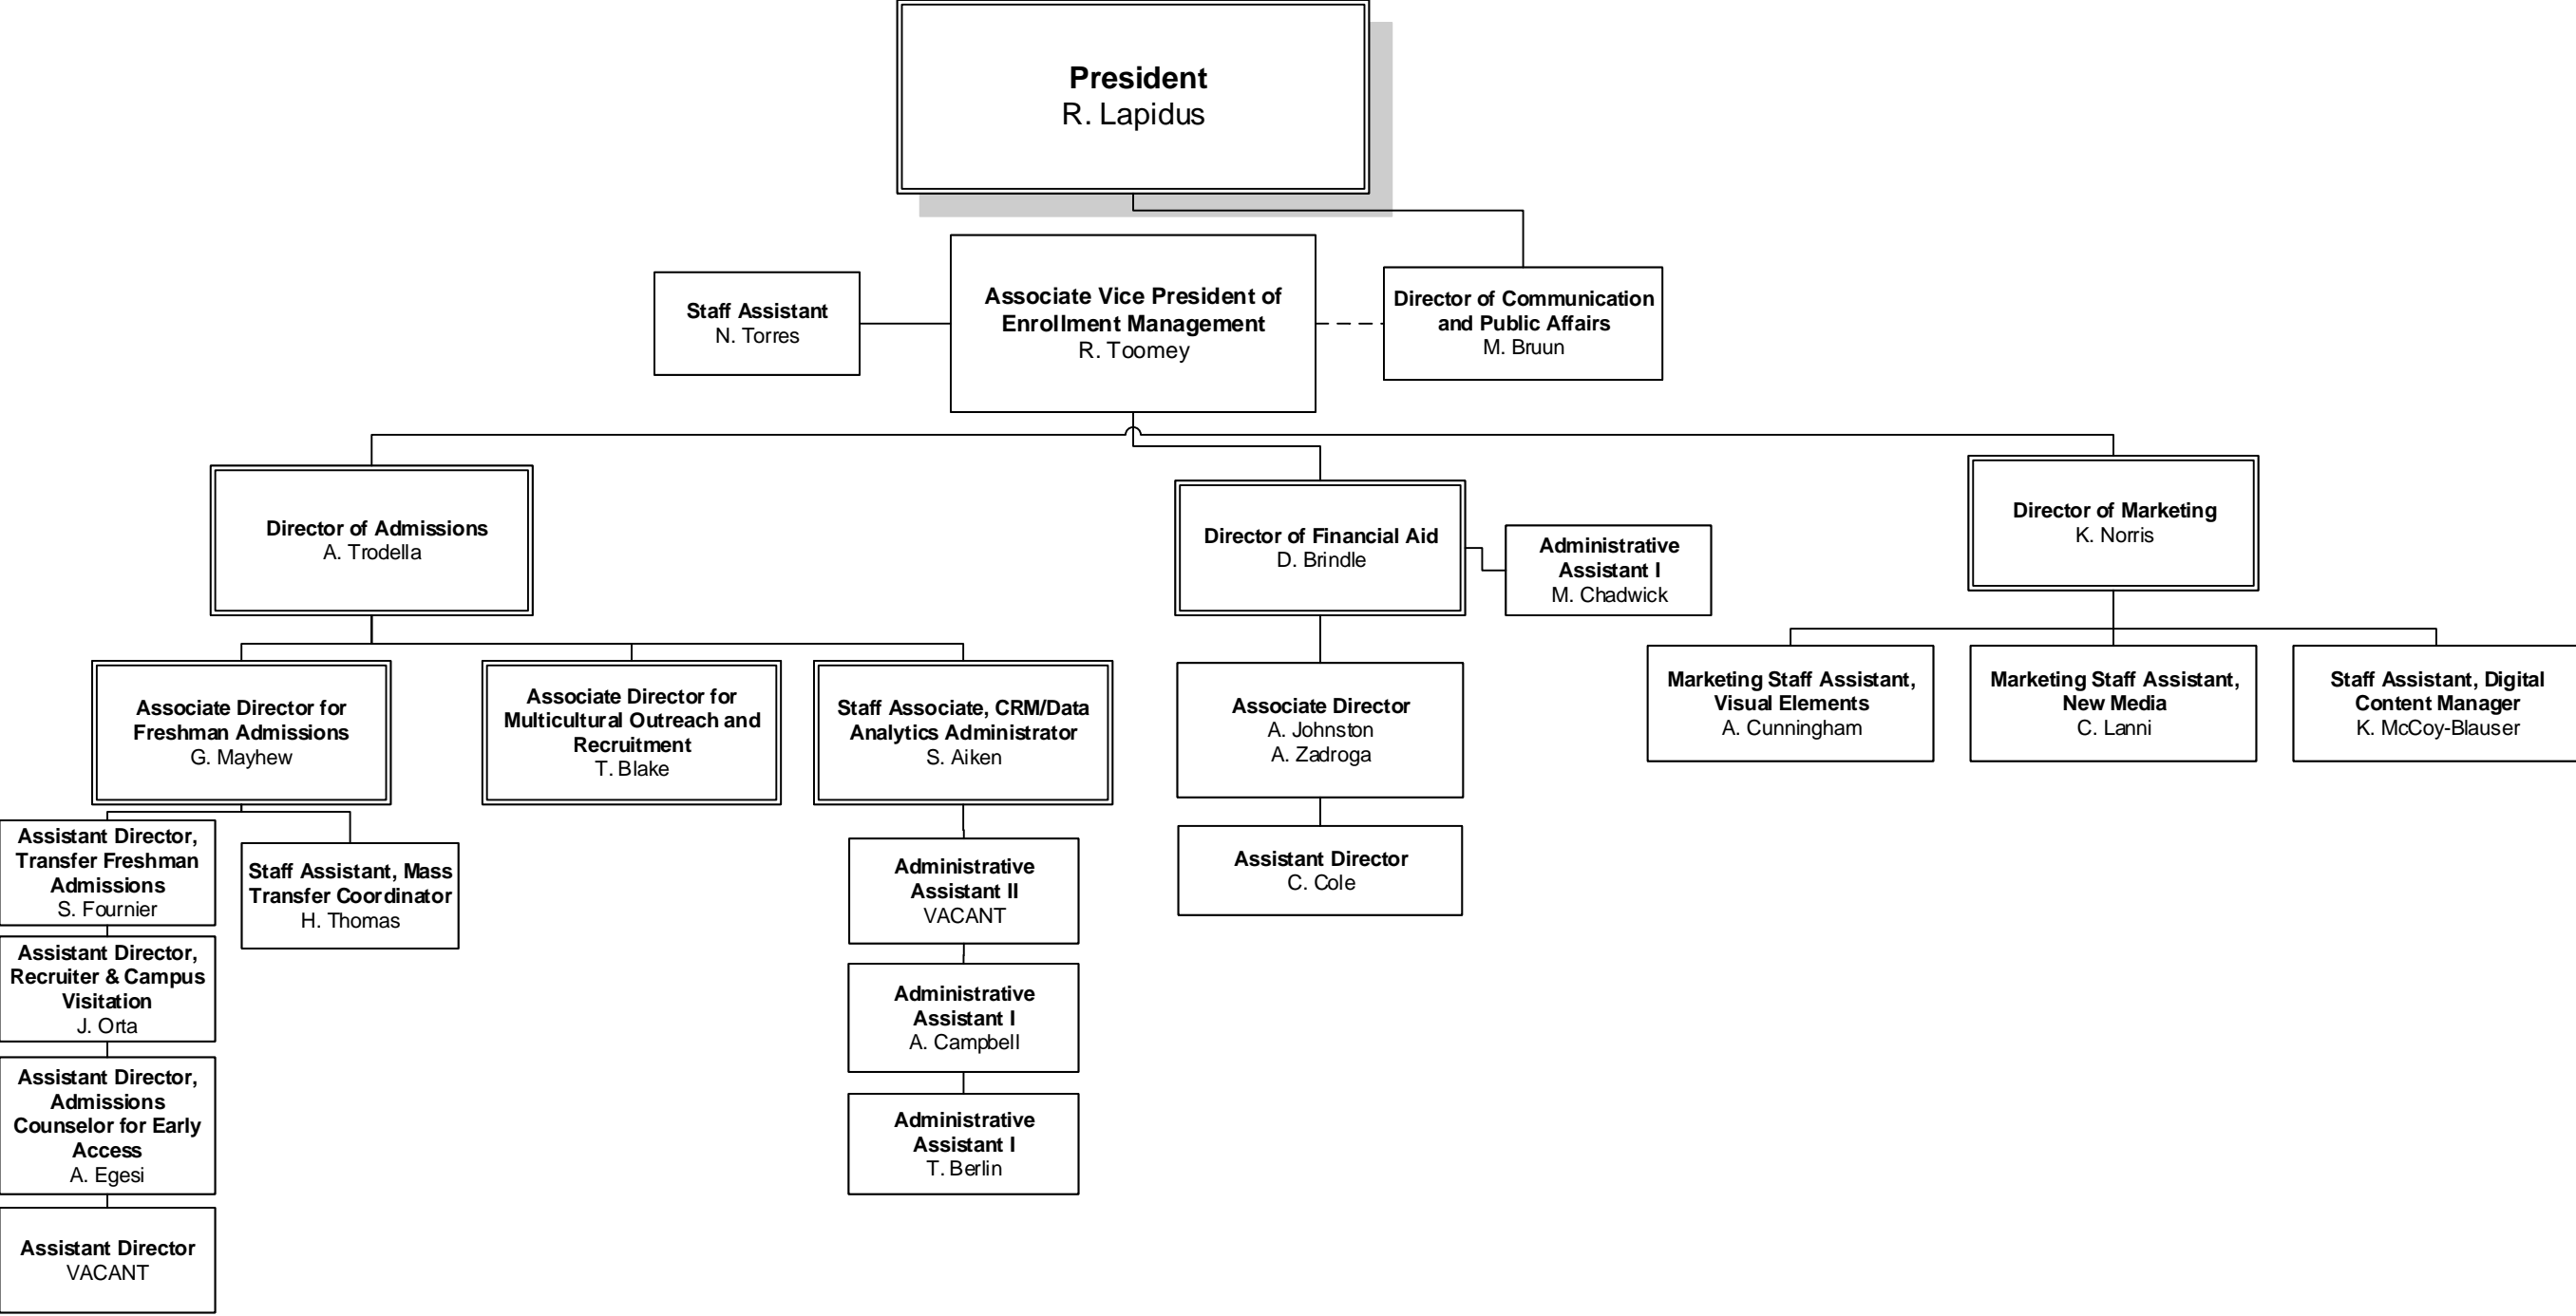 President
R. Lapidus
Staff Assistant
N. Torres
Associate Vice President of
Enrollment Management
R. Toomey
Director of Communication
and Public Affairs
M. Bruun
Director of Admissions
A. Trodella
Director of Financial Aid
D. Brindle
Administrative
Assistant I
M. Chadwick
Director of Marketing
K. Norris
Associate Director for
Freshman Admissions
G. Mayhew
Associate Director for
Multicultural Outreach and
Recruitment
T. Blake
Staff Associate, CRM/Data
Analytics Administrator
S. Aiken
Associate Director
A. Johnston
A. Zadroga
Marketing Staff Assistant,
Visual Elements
A. Cunningham
Marketing Staff Assistant,
New Media
C. Lanni
Staff Assistant, Digital
Content Manager
K. McCoy-Blauser
Assistant Director,
Transfer Freshman
Admissions
S. Fournier
Staff Assistant, Mass
Transfer Coordinator
H. Thomas
Administrative
Assistant II
VACANT
Assistant Director
C. Cole
Assistant Director,
Recruiter & Campus
Visitation
J. Orta
Administrative
Assistant I
A. Campbell
Assistant Director,
Admissions
Counselor for Early
Access
A. Egesi
Administrative
Assistant I
T. Berlin
Assistant Director
VACANT